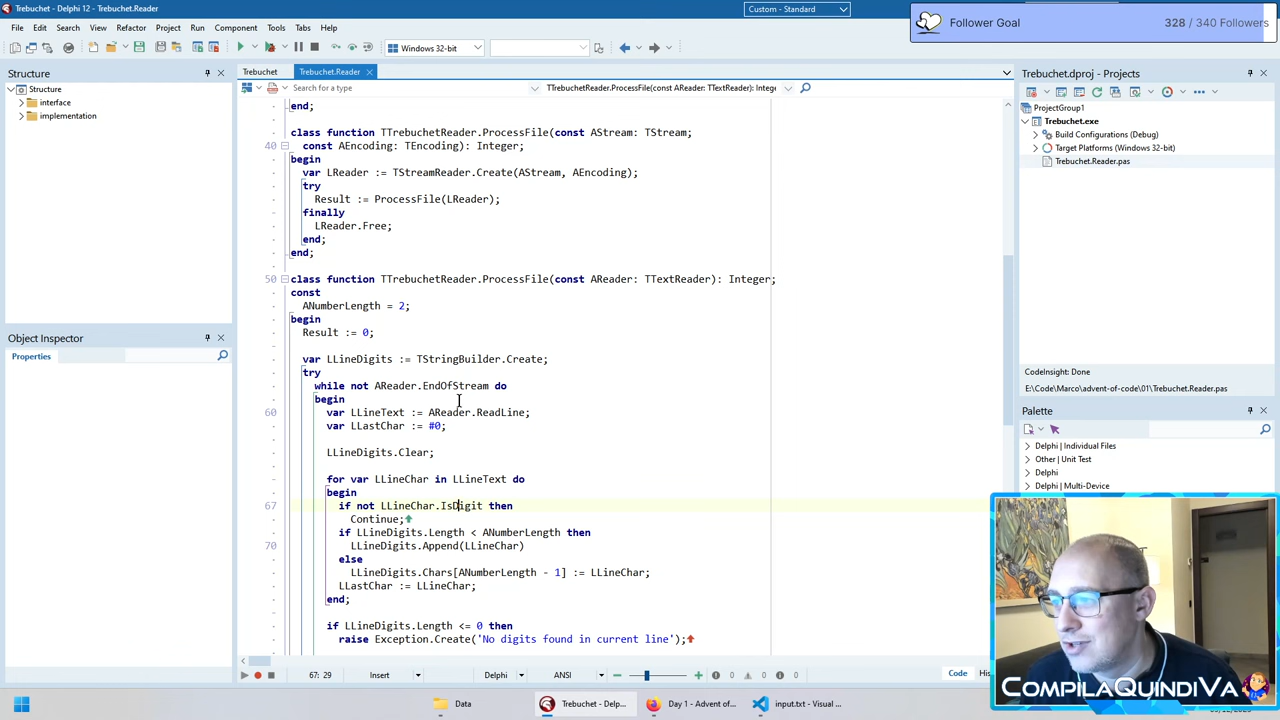 Trebuchet - Delphi 12 - Trebuchet.Reader
Custom - Standard
Follower Goal
328 / 340 Followers
File Edit Search View Refactor Project Run Component Tools Tabs Help
Windows 32-bit
Structure
Structure
interface
implementation
Object Inspector
Properties
Trebuchet
Trebuchet.Reader
Search for a type
TTrebuchetReader.ProcessFile(const AReader: TTextReader): Intege
end;
class function TTrebuchetReader.ProcessFile(const AStream: TStream;
40
const AEncoding: TEncoding): Integer;
begin
var LReader := TStreamReader.Create(AStream, AEncoding);
try
Result := ProcessFile(LReader);
finally
LReader.Free;
end;
end;
50
class function TTrebuchetReader.ProcessFile(const AReader: TTextReader): Integer;
const
ANumberLength = 2;
begin
Result := 0;
var LLineDigits := TStringBuilder.Create;
try
while not AReader.EndOfStream do
begin
60
var LLineText := AReader.ReadLine;
var LLastChar := #0;
LLineDigits.Clear;
for var LLineChar in LLineText do
begin
67
if not LLineChar.IsDigit then
Continue;
if LLineDigits.Length < ANumberLength then
70
LLineDigits.Append(LLineChar)
else
LLineDigits.Chars[ANumberLength - 1] := LLineChar;
LLastChar := LLineChar;
end;
if LLineDigits.Length <= 0 then
raise Exception.Create('No digits found in current line');
67: 29
Insert
Delphi
ANSI
0
0
0
Code
His
Trebuchet.dproj - Projects
ProjectGroup1
Trebuchet.exe
Build Configurations (Debug)
Target Platforms (Windows 32-bit)
Trebuchet.Reader.pas
CodeInsight: Done
E:\Code\Marco\advent-of-code\01\Trebuchet.Reader.pas
Palette
Delphi | Individual Files
Other | Unit Test
Delphi
Delphi | Multi-Device
COMPILAQUINDIVA
Data
Trebuchet - Delp...
Day 1 - Advent of...
input.txt - Visual ...